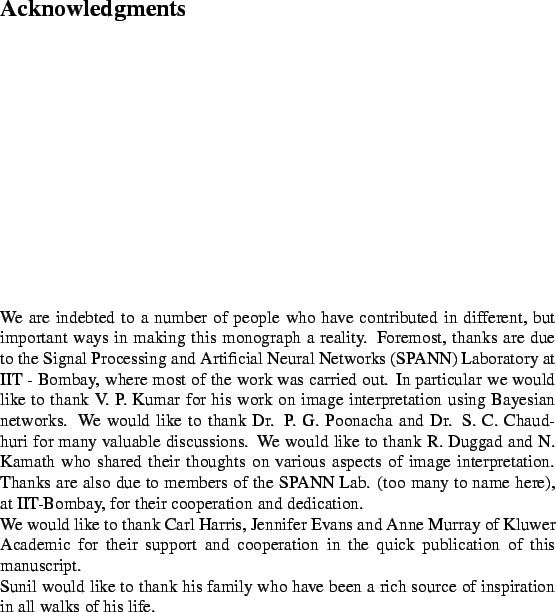 Acknowledgments
We are indebted to a number of people who have contributed in different, but
important ways in making this monograph a reality. Foremost, thanks are due
to the Signal Processing and Artificial Neural Networks (SPANN) Laboratory at
IIT - Bombay, where most of the work was carried out. In particular we would
like to thank V. P. Kumar for his work on image interpretation using Bayesian
networks. We would like to thank Dr. P. G. Poonacha and Dr. S. C. Chaud-
huri for many valuable discussions. We would like to thank R. Duggad and N.
Kamath who shared their thoughts on various aspects of image interpretation.
Thanks are also due to members of the SPANN Lab. (too many to name here),
at IIT-Bombay, for their cooperation and dedication.
We would like to thank Carl Harris, Jennifer Evans and Anne Murray of Kluwer
Academic for their support and cooperation in the quick publication of this
manuscript.
Sunil would like to thank his family who have been a rich source of inspiration
in all walks of his life.